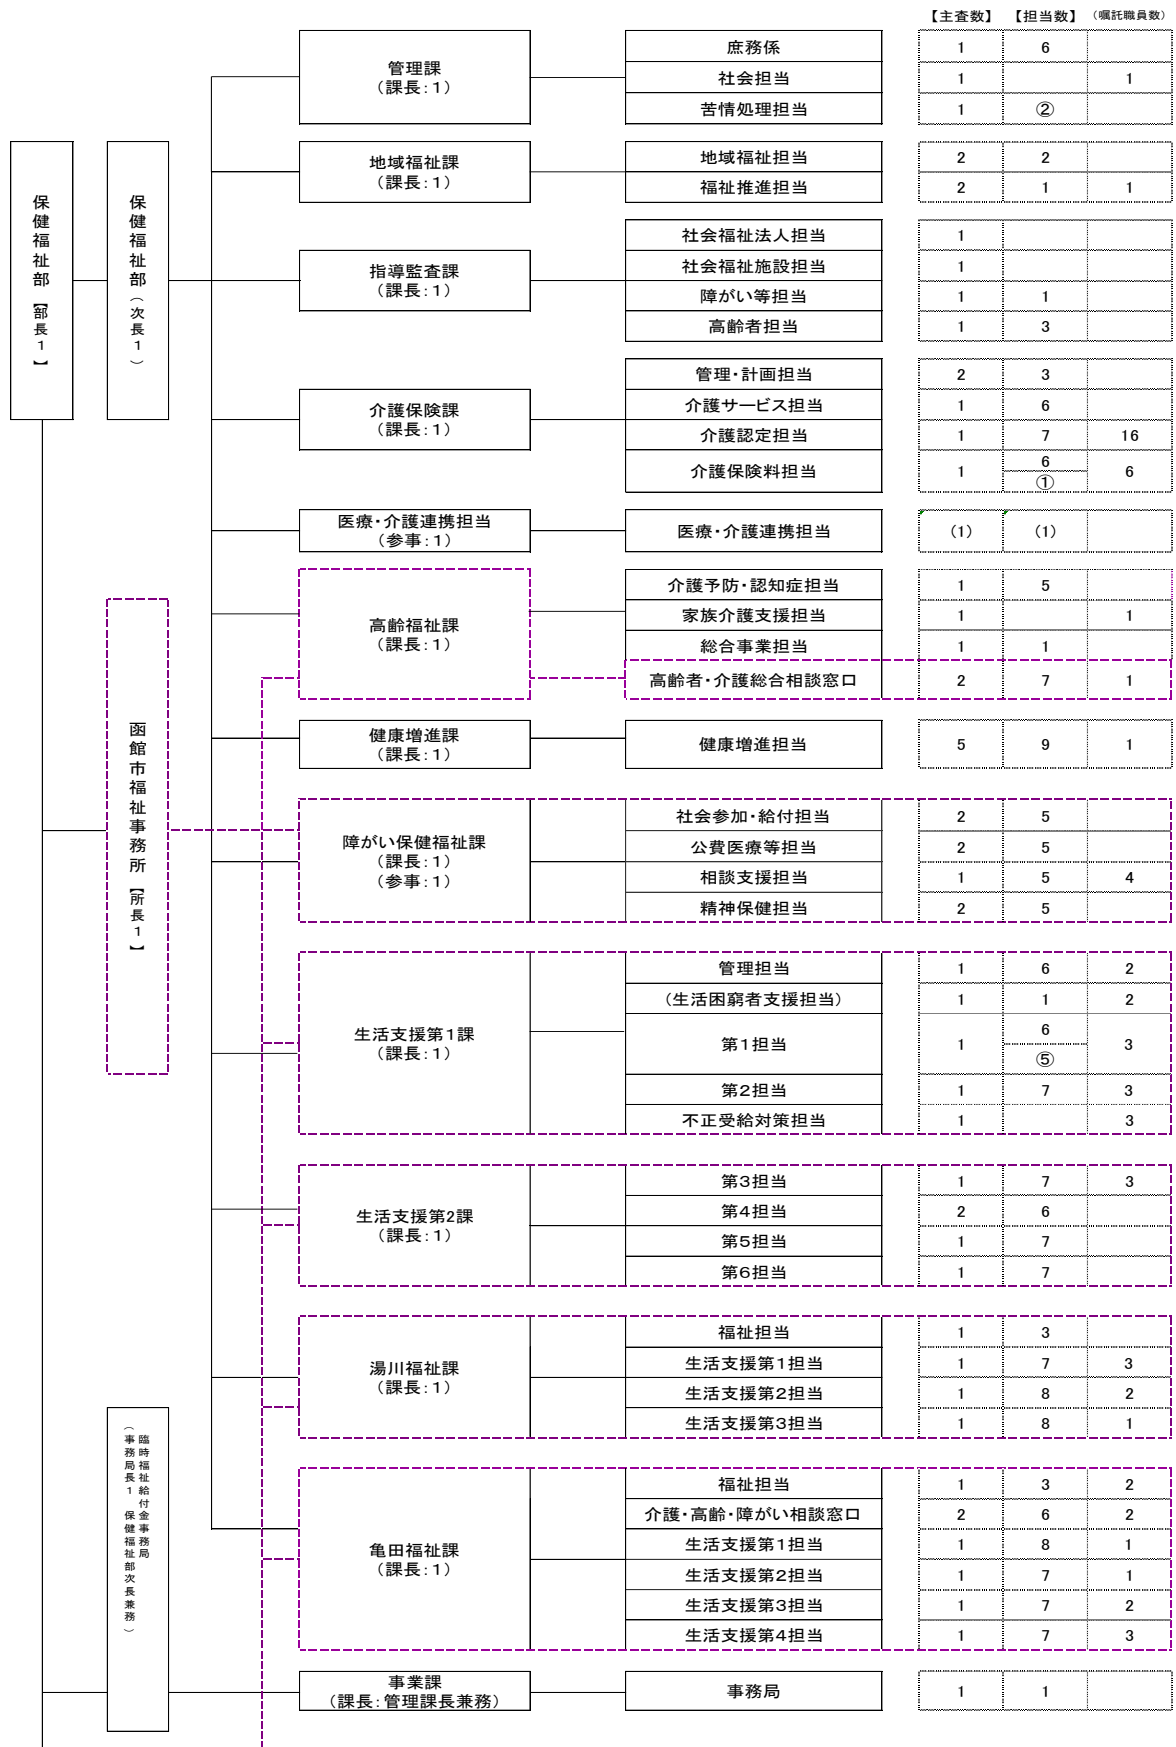 【主査数】 【担当数】 （嘱託職員数）
管理課
（課長：1）
庶務係 1 6
社会担当 1 1
苦情処理担当 1 ②
保健福祉部【部長1】
保健福祉部（次長1）
地域福祉課
（課長：1）
地域福祉担当 2 2
福祉推進担当 2 1 1
指導監査課
（課長：1）
社会福祉法人担当 1
社会福祉施設担当 1
障がい等担当 1 1
高齢者担当 1 3
介護保険課
（課長：1）
管理・計画担当 2 3
介護サービス担当 1 6
介護認定担当 1 7 16
介護保険料担当 1 6 ① 6
医療・介護連携担当
（参事：1）
医療・介護連携担当 (1) (1)
函館市福祉事務所【所長1】
高齢福祉課
（課長：1）
介護予防・認知症担当 1 5
家族介護支援担当 1 1
総合事業担当 1 1
高齢者・介護総合相談窓口 2 7 1
健康増進課
（課長：1）
健康増進担当 5 9 1
障がい保健福祉課
（課長：1）
（参事：1）
社会参加・給付担当 2 5
公費医療等担当 2 5
相談支援担当 1 5 4
精神保健担当 2 5
生活支援第1課
（課長：1）
管理担当 1 6 2
（生活困窮者支援担当） 1 1 2
第1担当 1 6 ⑤ 3
第2担当 1 7 3
不正受給対策担当 1 3
生活支援第2課
（課長：1）
第3担当 1 7 3
第4担当 2 6
第5担当 1 7
第6担当 1 7
湯川福祉課
（課長：1）
福祉担当 1 3
生活支援第1担当 1 7 3
生活支援第2担当 1 8 2
生活支援第3担当 1 8 1
臨時福祉給付金事務局
（事務局長1 保健福祉部次長兼務）
亀田福祉課
（課長：1）
福祉担当 1 3 2
介護・高齢・障がい相談窓口 2 6 2
生活支援第1担当 1 8 1
生活支援第2担当 1 7 1
生活支援第3担当 1 7 2
生活支援第4担当 1 7 3
事業課
（課長：管理課長兼務）
事務局 1 1